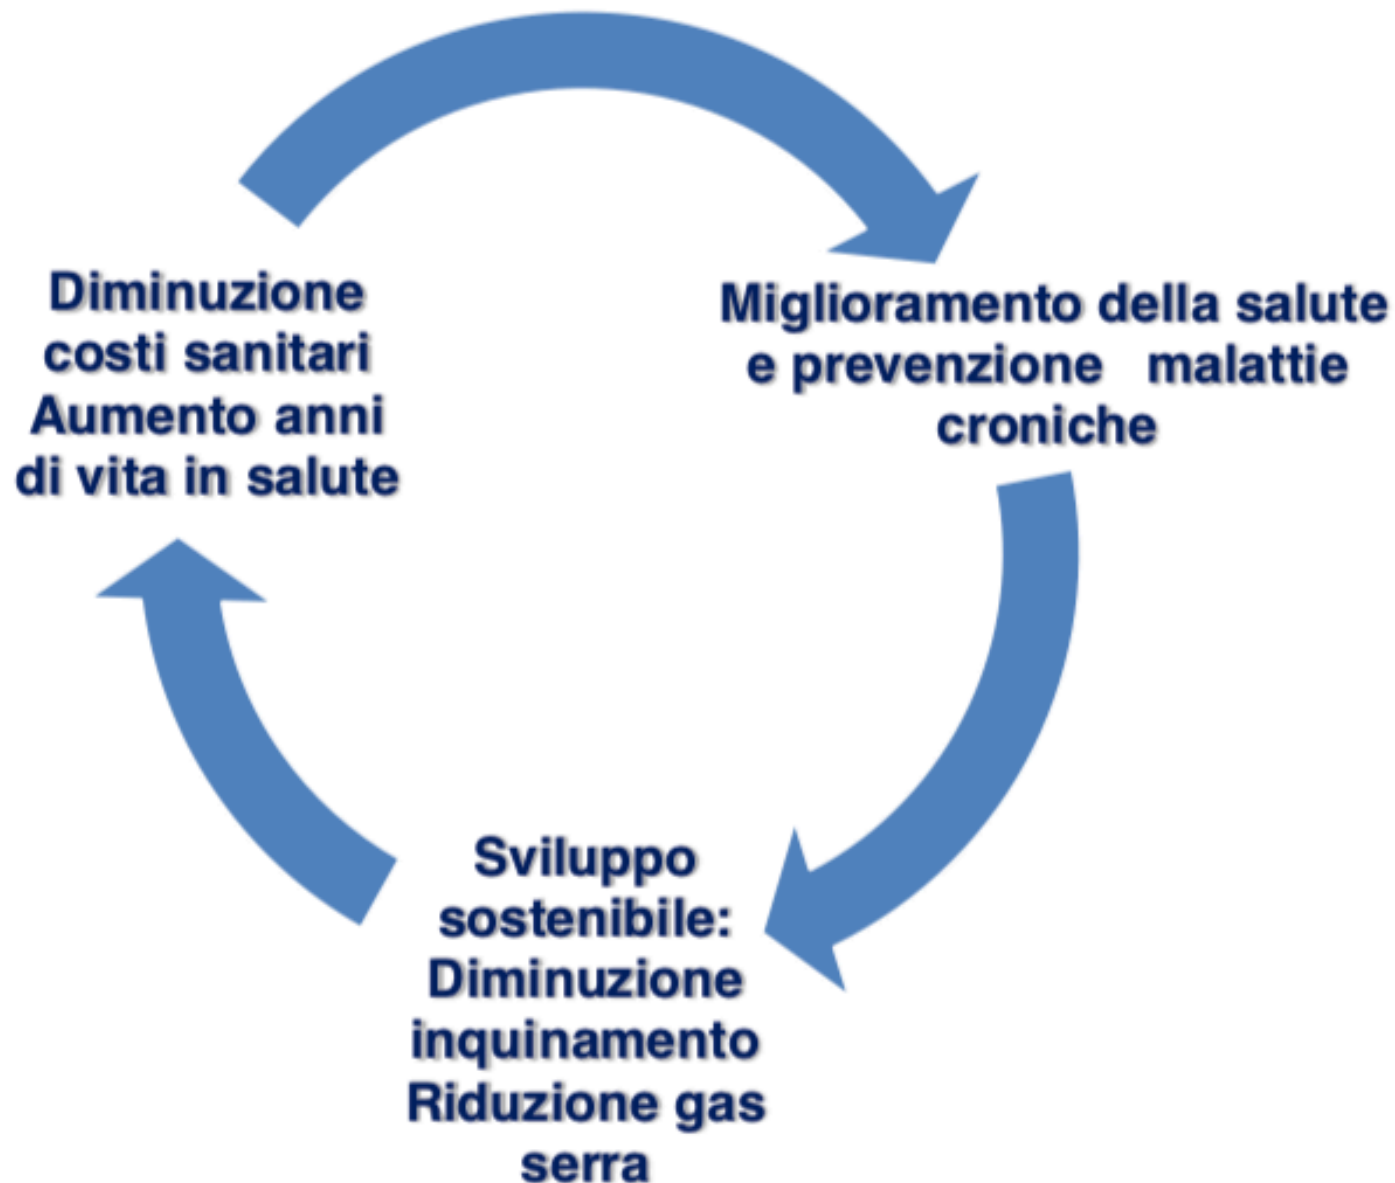 Diminuzione
costi sanitari
Aumento anni
di vita in salute
Miglioramento della salute
e prevenzione malattie
croniche
Sviluppo
sostenibile:
Diminuzione
inquinamento
Riduzione gas
serra